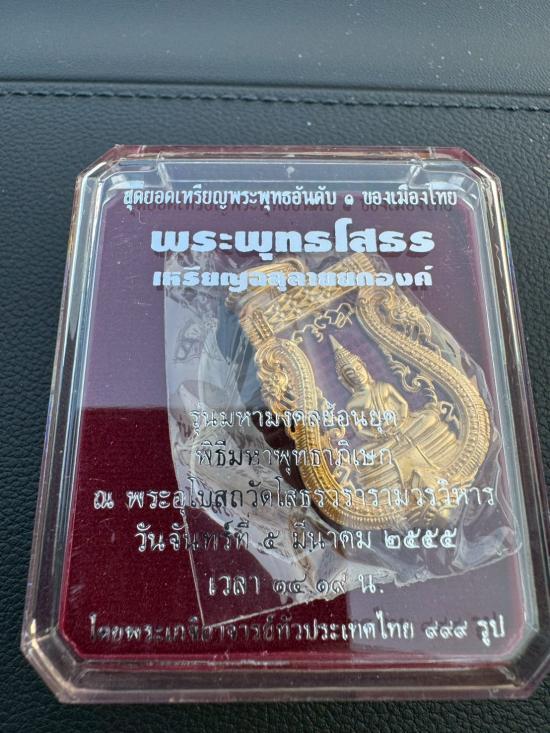 สุดยอดเหรียญพระพุทธอันดับ ๑ ของเมืองไทย
พระพุทธโสธร
เหรียญฉลุลายยกองค์
รุ่นมหามงคลย้อนยุค
พิธีมหาพุทธาภิเษก
ณ พระอุโบสถวัดโสธรวรารามวรวิหาร
วันจันทร์ที่ ๕ มีนาคม ๒๕๕๕
เวลา ๑๔.๑๙ น.
โดยพระเกจิอาจารย์ทั่วประเทศไทย ๙๙๙ รูป